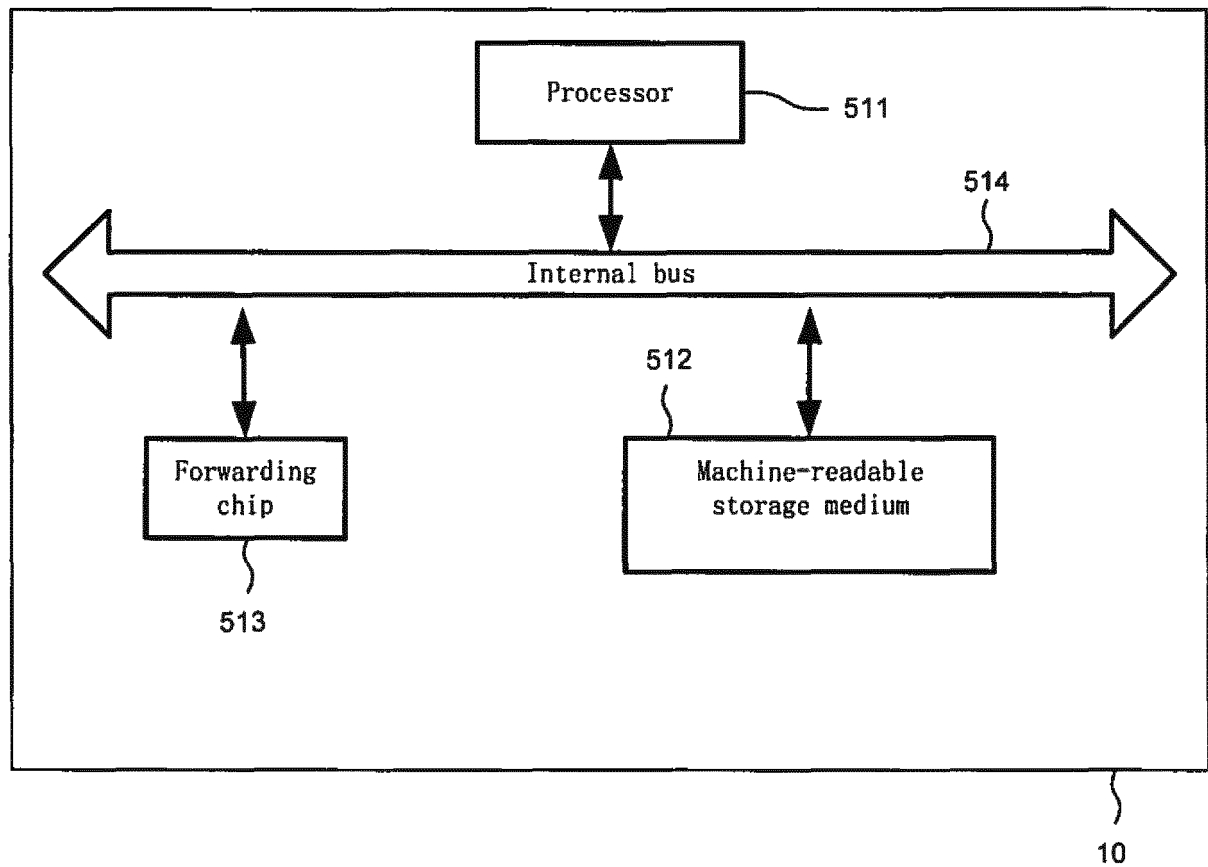 Processor
511
514
Internal bus
512
Forwarding
chip
Machine-readable
storage medium
513
10